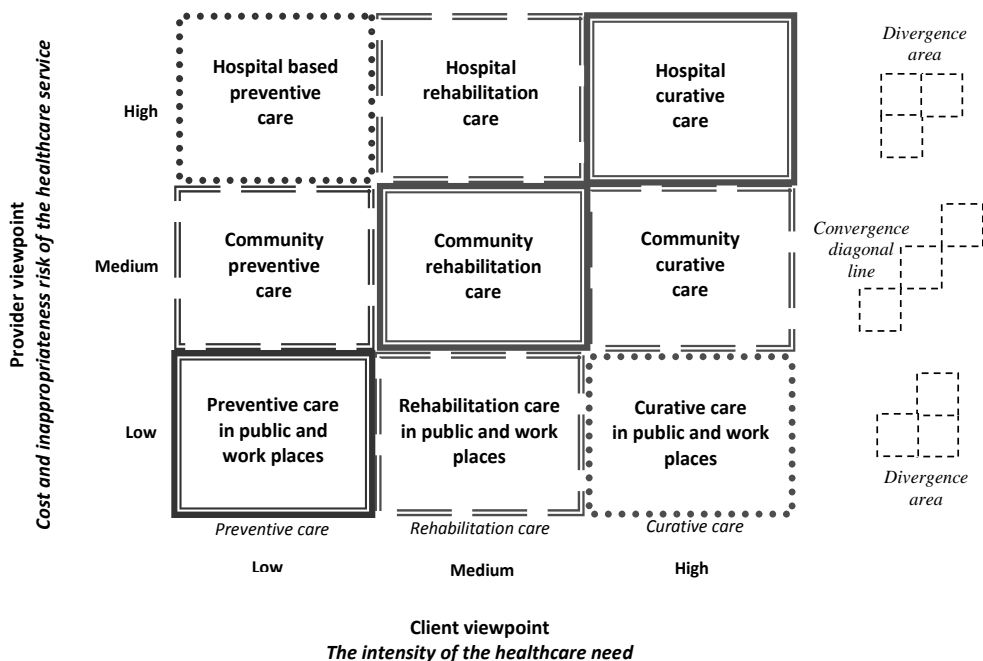 Provider viewpoint
Cost and inappropriateness risk of the healthcare service
High
Hospital based
preventive
care
Hospital
rehabilitation
care
Hospital
curative
care
Divergence
area
Medium
Community
preventive
care
Community
rehabilitation
care
Community
curative
care
Convergence
diagonal
line
Low
Preventive care
in public and
work places
Rehabilitation care
in public and work
places
Curative care
in public and work
places
Divergence
area
Preventive care
Rehabilitation care
Curative care
Low
Medium
High
Client viewpoint
The intensity of the healthcare need